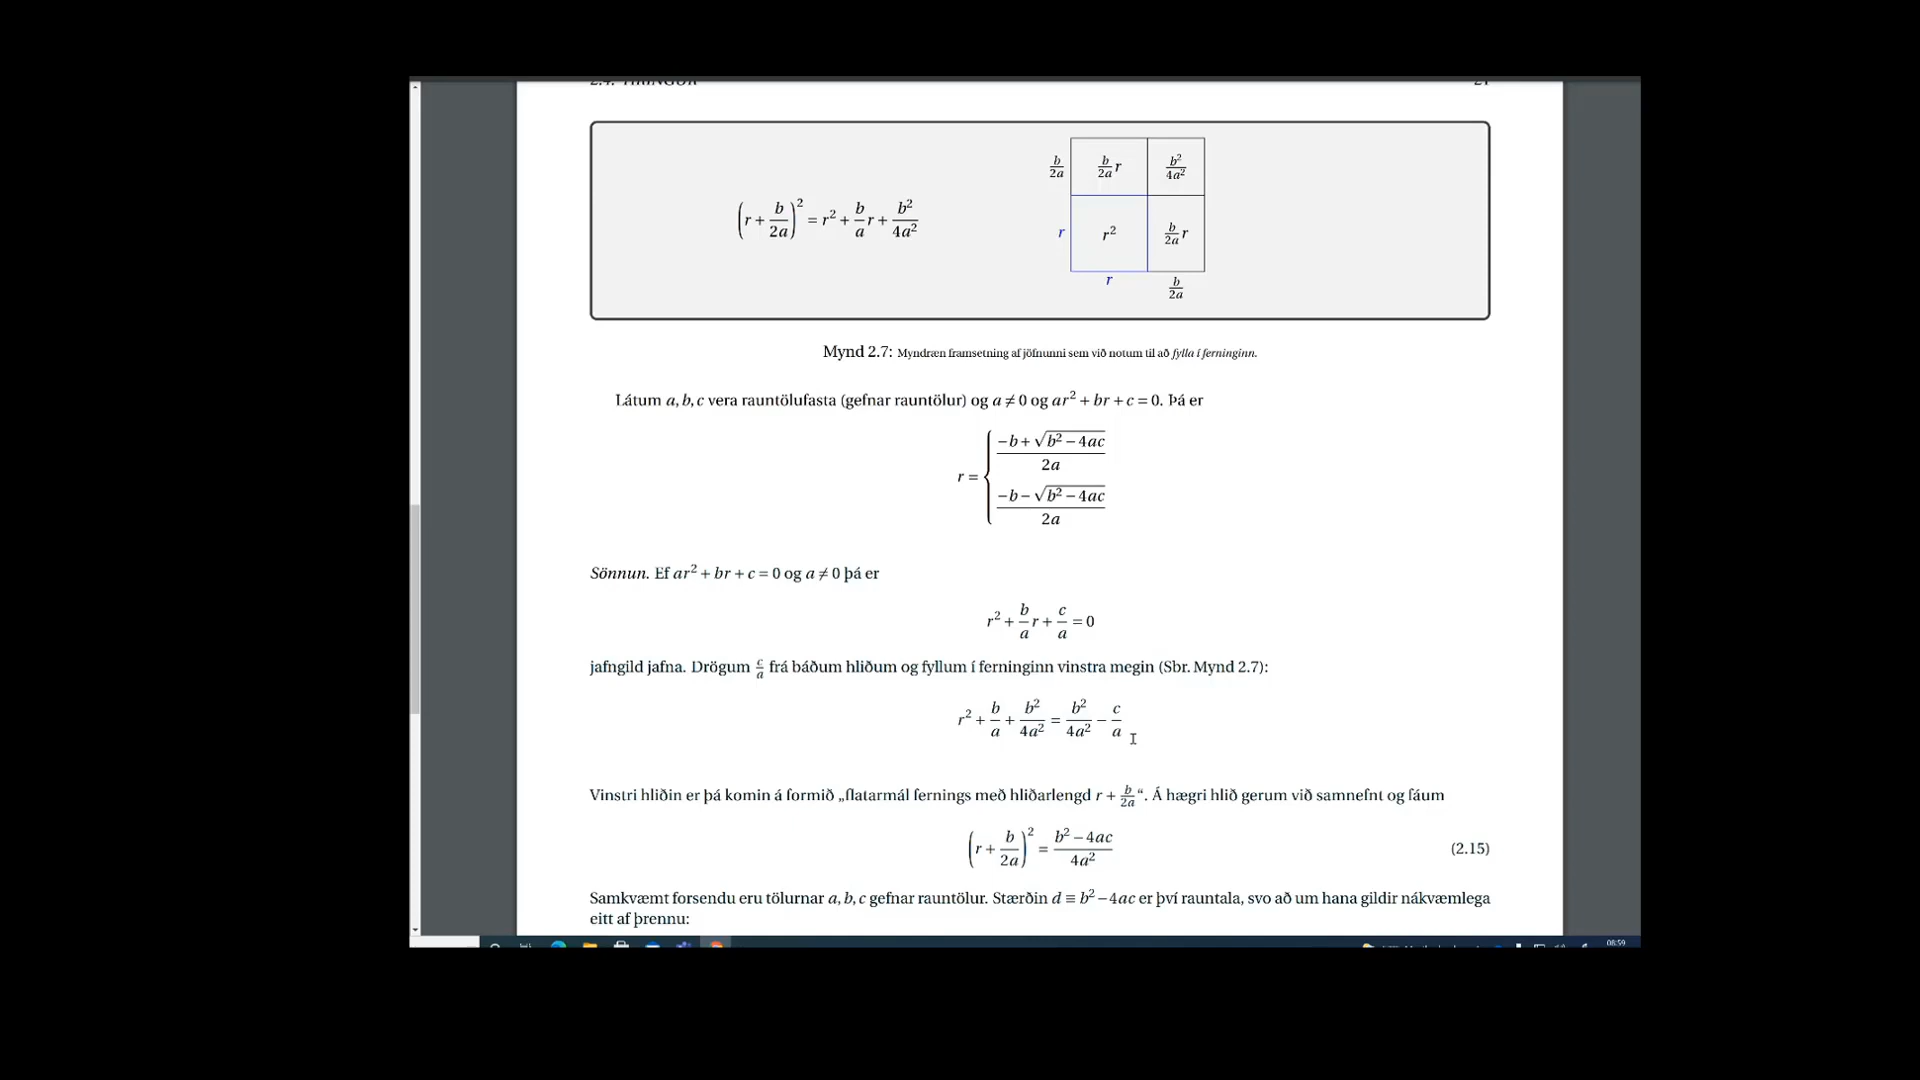 b/2a b/2a r b²/4a²
(r + b/2a)² = r² + b/a r + b²/4a²
r r² b/2a r
r b/2a
Mynd 2.7: Myndræn framsetning af jöfnunni sem við notum til að fylla í ferninginn.
Látum a, b, c vera rauntölufasta (gefnar rauntölur) og a ≠ 0 og ar² + br + c = 0. Þá er
r = { (−b + √(b² − 4ac))/2a
(−b − √(b² − 4ac))/2a
Sönnun. Ef ar² + br + c = 0 og a ≠ 0 þá er
r² + b/a r + c/a = 0
jafngild jafna. Drögum c/a frá báðum hliðum og fyllum í ferninginn vinstra megin (Sbr. Mynd 2.7):
r² + b/a + b²/4a² = b²/4a² − c/a
Vinstri hliðin er þá komin á formið „flatarmál fernings með hliðarlengd r + b/2a“. Á hægri hlið gerum við samnefnt og fáum
(r + b/2a)² = (b² − 4ac)/4a² (2.15)
Samkvæmt forsendu eru tölurnar a, b, c gefnar rauntölur. Stærðin d ≡ b² − 4ac er því rauntala, svo að um hana gildir nákvæmlega
eitt af þrennu:
08:59